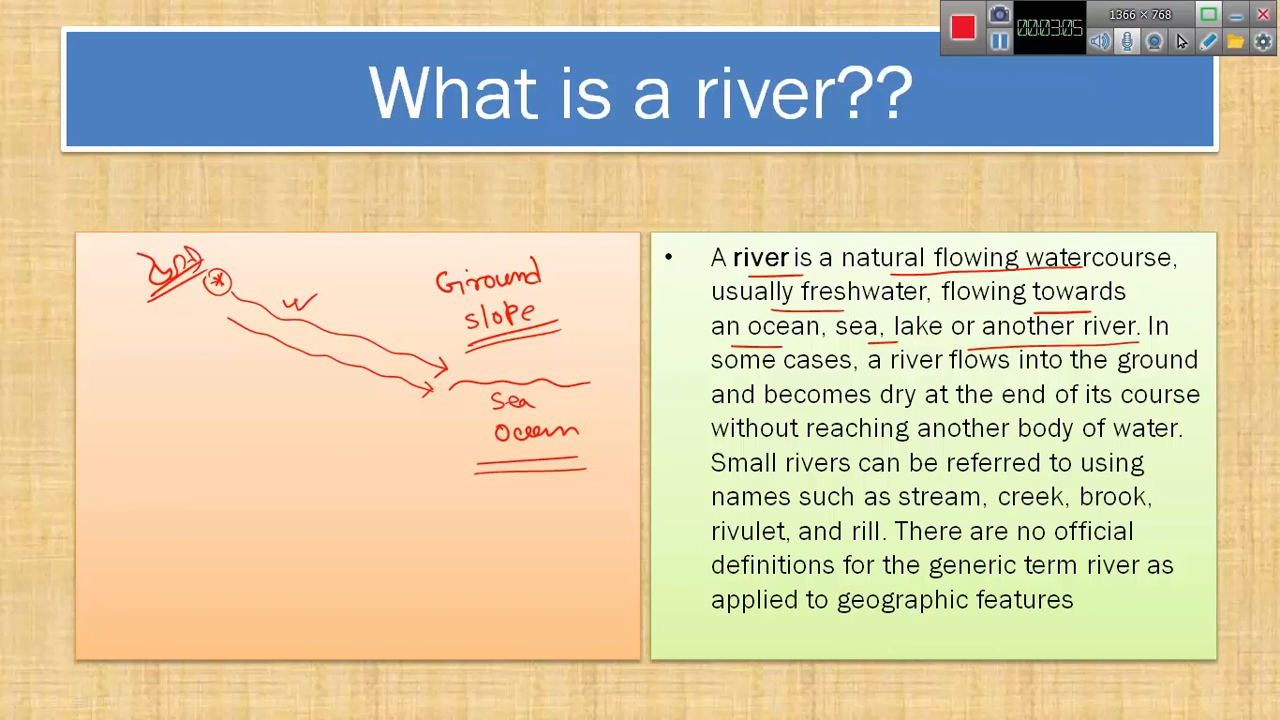 1366 x 768
00:03:05
What is a river??
Ground
slope
w
sea
ocean
• A river is a natural flowing watercourse,
usually freshwater, flowing towards
an ocean, sea, lake or another river. In
some cases, a river flows into the ground
and becomes dry at the end of its course
without reaching another body of water.
Small rivers can be referred to using
names such as stream, creek, brook,
rivulet, and rill. There are no official
definitions for the generic term river as
applied to geographic features